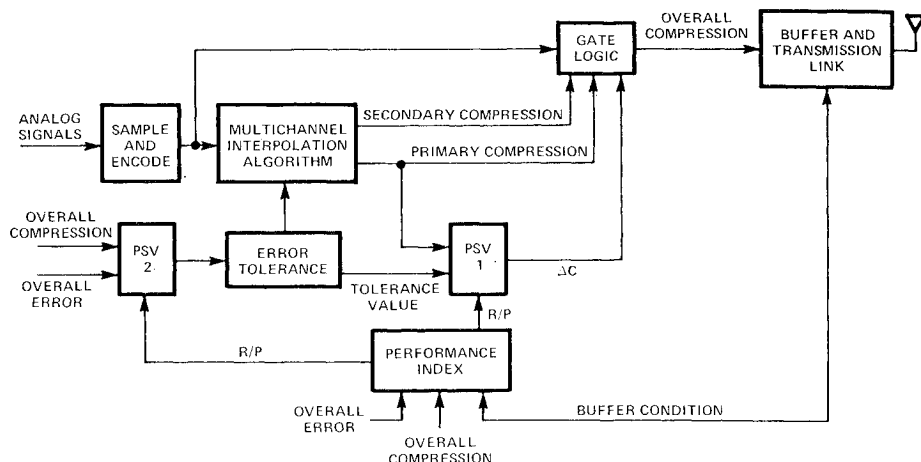 OVERALL
COMPRESSION
GATE
LOGIC
BUFFER AND
TRANSMISSION
LINK
ANALOG
SIGNALS
SAMPLE
AND
ENCODE
MULTICHANNEL
INTERPOLATION
ALGORITHM
SECONDARY COMPRESSION
PRIMARY COMPRESSION
OVERALL
COMPRESSION
OVERALL
ERROR
PSV
2
ERROR
TOLERANCE
TOLERANCE
VALUE
PSV
1
ΔC
R/P
R/P
PERFORMANCE
INDEX
OVERALL
ERROR
OVERALL
COMPRESSION
BUFFER CONDITION